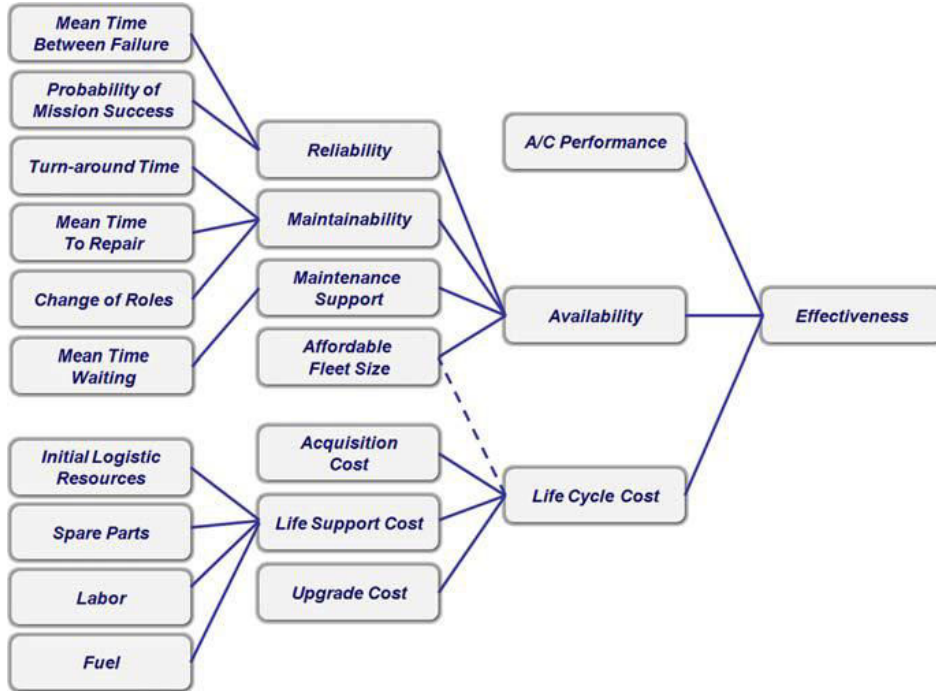 Mean Time
Between Failure
Probability of
Mission Success
Turn-around Time
Mean Time
To Repair
Change of Roles
Mean Time
Waiting
Initial Logistic
Resources
Spare Parts
Labor
Fuel
Reliability
Maintainability
Maintenance
Support
Affordable
Fleet Size
Acquisition
Cost
Life Support Cost
Upgrade Cost
A/C Performance
Availability
Life Cycle Cost
Effectiveness